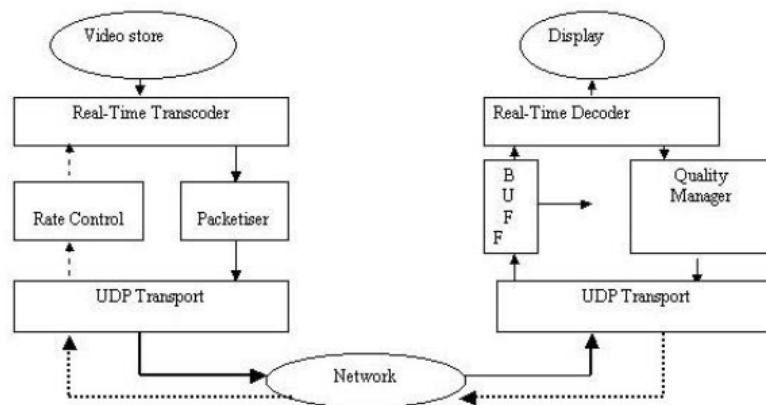 Video store
Display
Real-Time Transcoder
Real-Time Decoder
Rate Control
Packetiser
B
U
F
F
Quality
Manager
UDP Transport
UDP Transport
Network